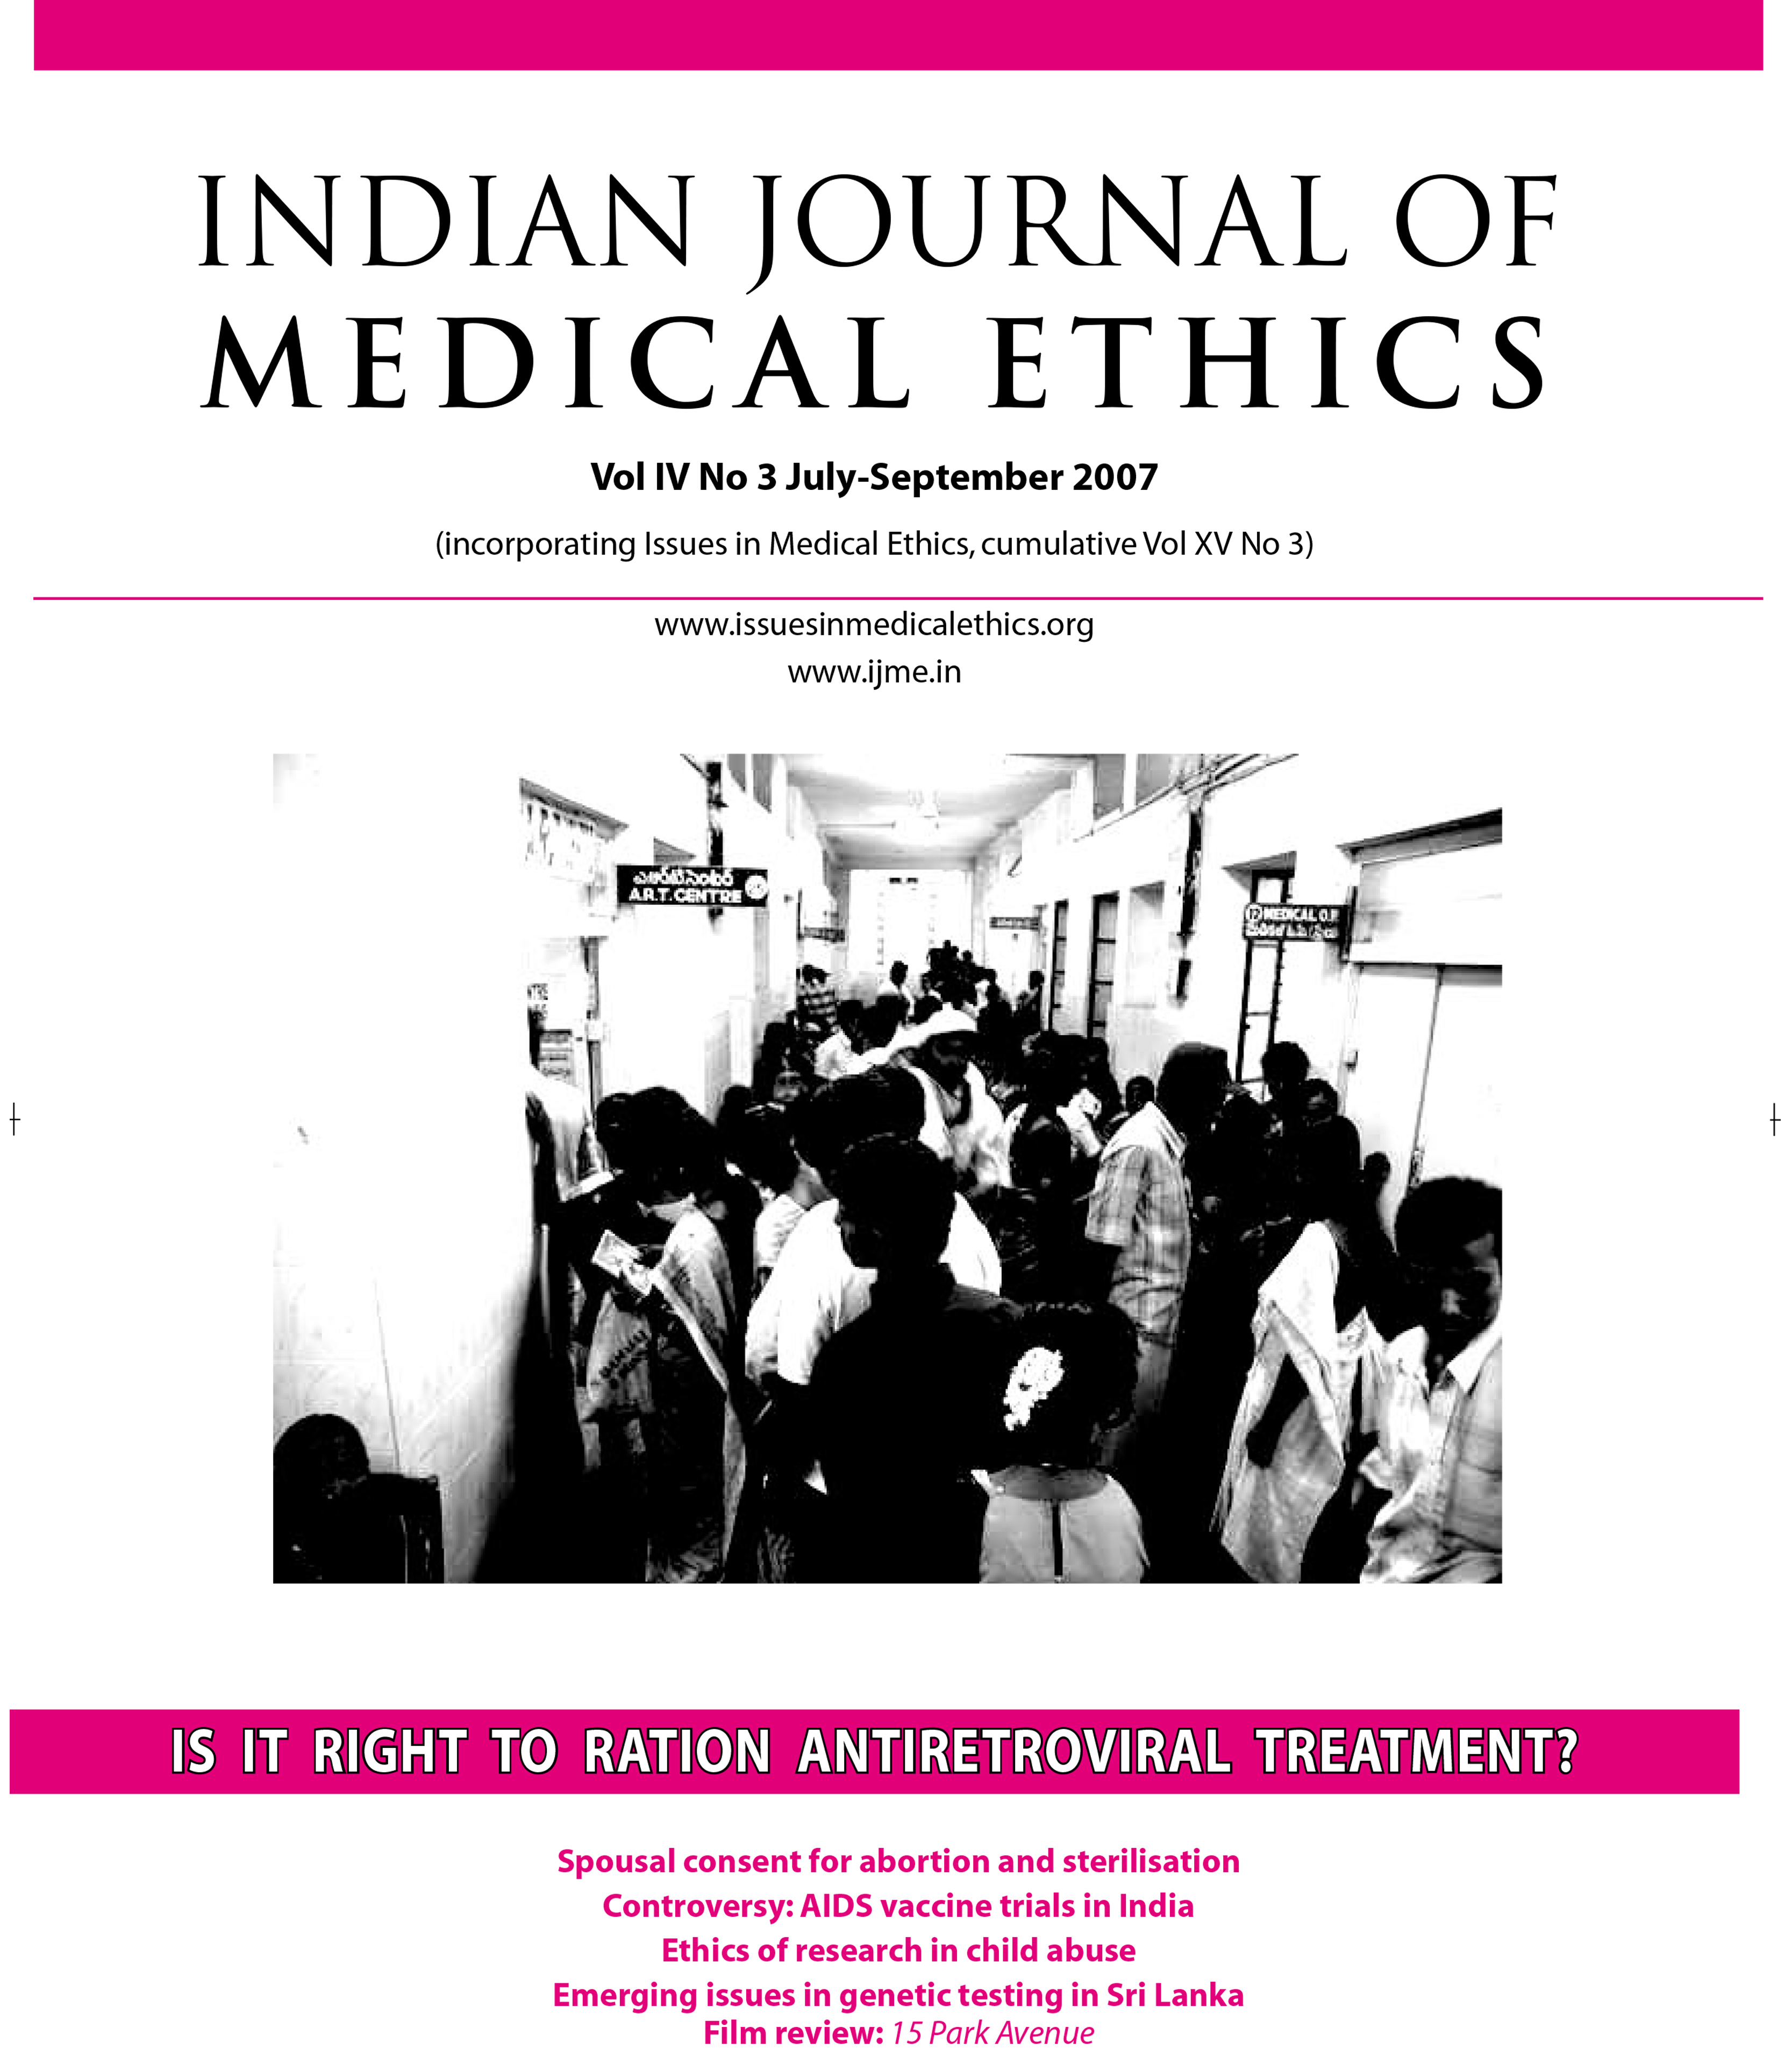 INDIAN JOURNAL OF
MEDICAL ETHICS
Vol IV No 3 July-September 2007
(incorporating Issues in Medical Ethics, cumulative Vol XV No 3)
www.issuesinmedicalethics.org
www.ijme.in
A.R.T. CENTRE
MEDICAL O.P.
IS IT RIGHT TO RATION ANTIRETROVIRAL TREATMENT?
Spousal consent for abortion and sterilisation
Controversy: AIDS vaccine trials in India
Ethics of research in child abuse
Emerging issues in genetic testing in Sri Lanka
Film review: 15 Park Avenue